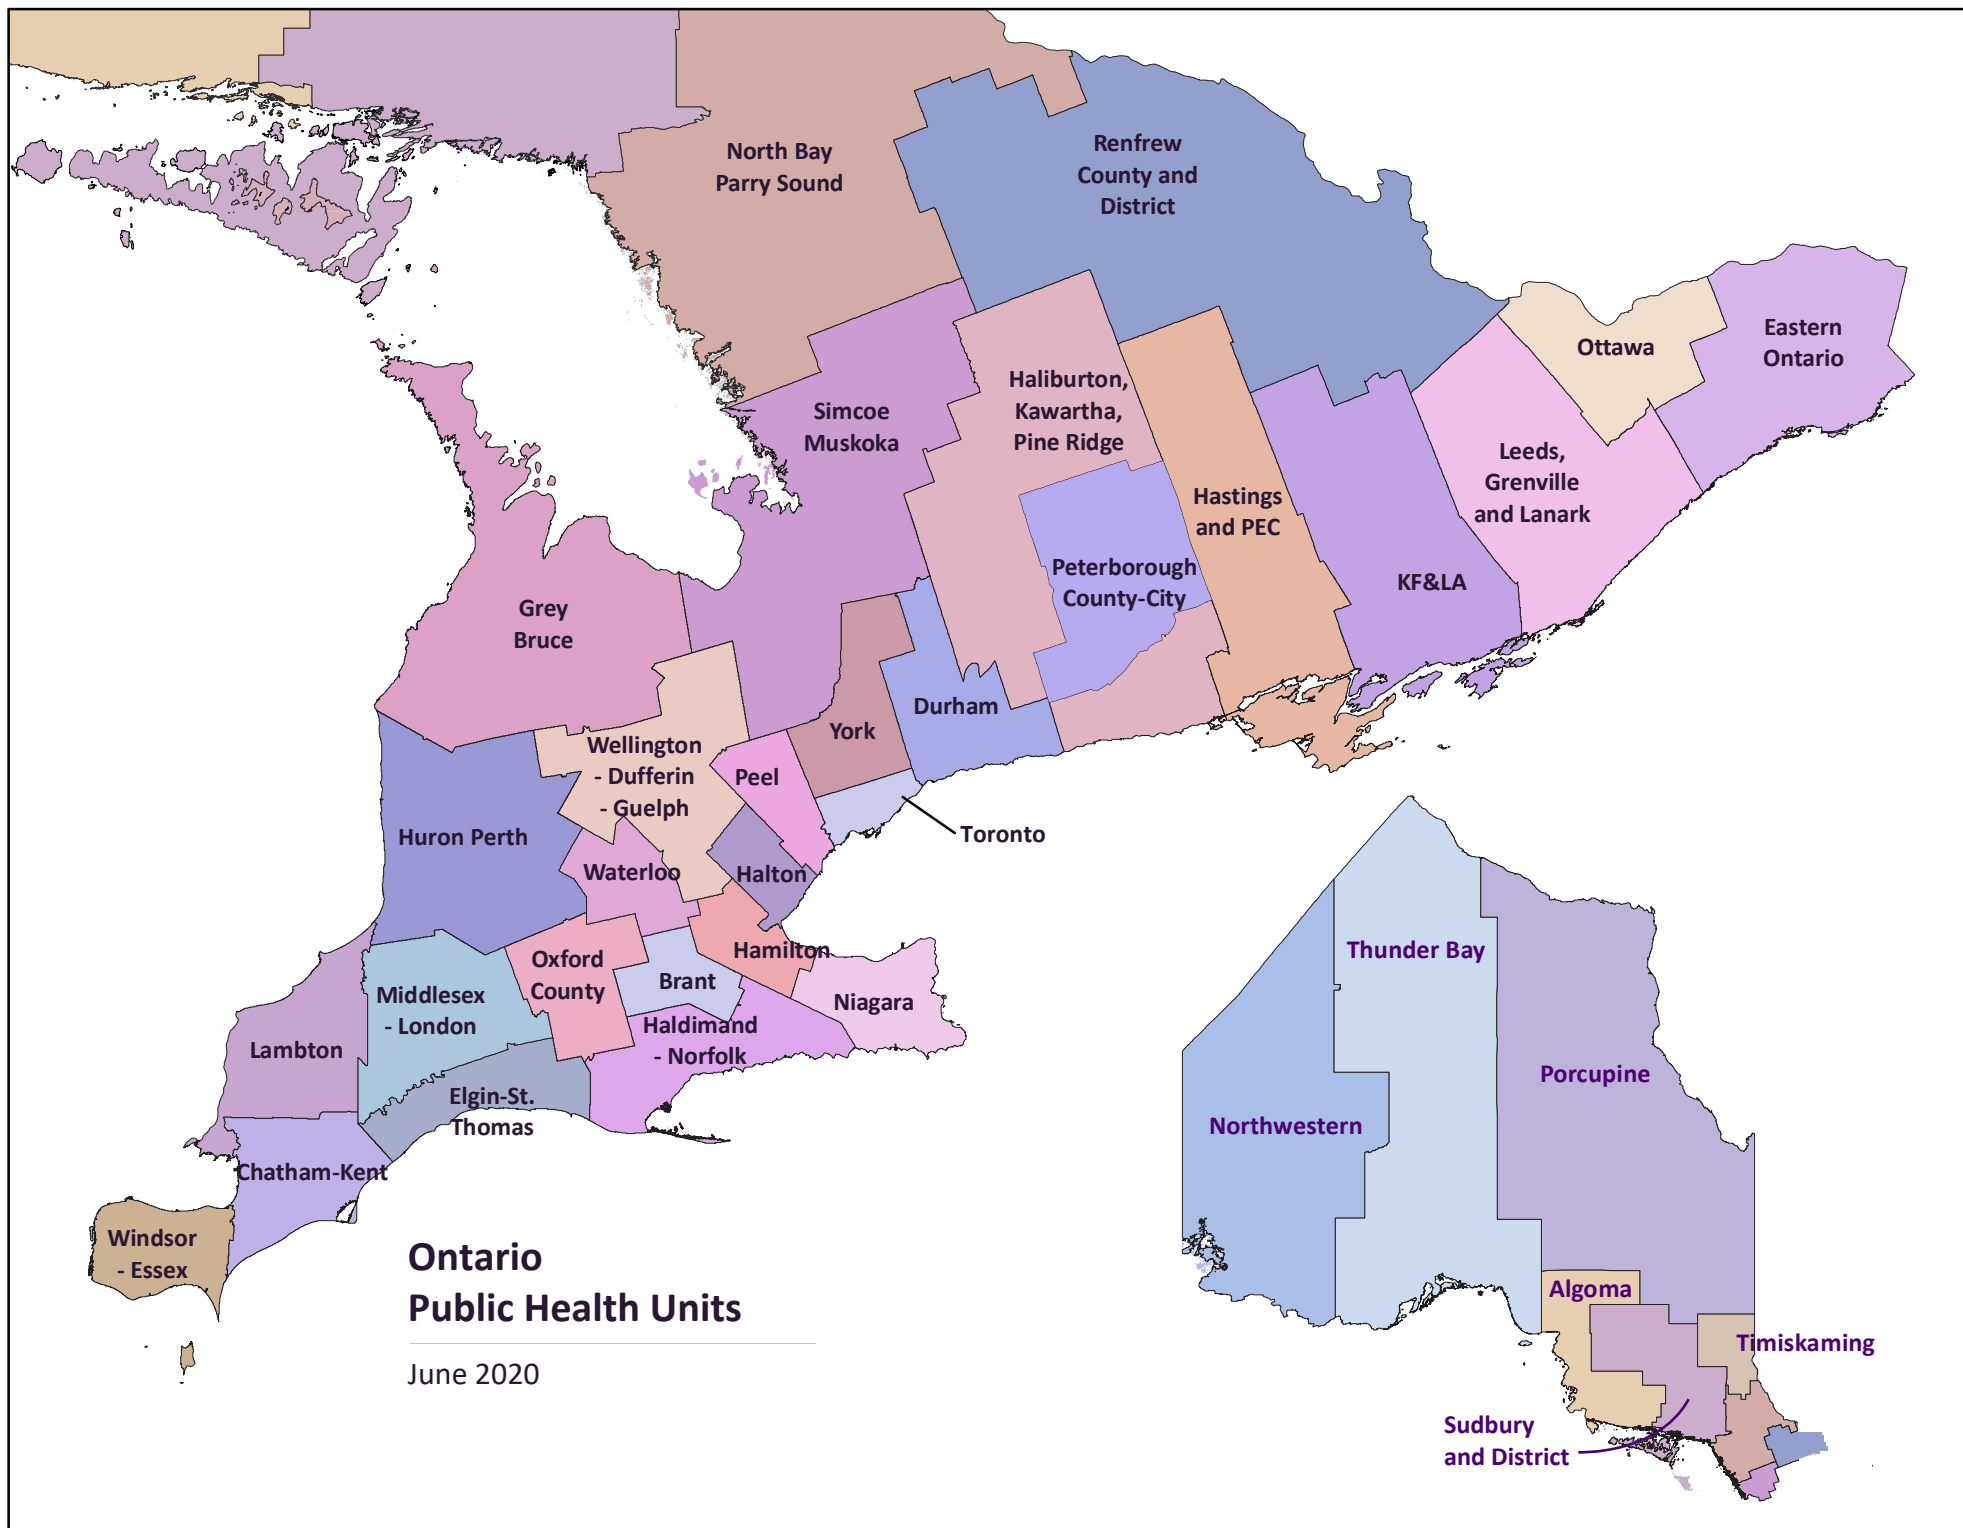 North Bay
Parry Sound
Renfrew
County and
District
Ottawa
Eastern
Ontario
Simcoe
Muskoka
Haliburton,
Kawartha,
Pine Ridge
Leeds,
Grenville
and Lanark
Hastings
and PEC
Peterborough
County-City
KF&LA
Grey
Bruce
Durham
York
Wellington
- Dufferin
- Guelph
Peel
Toronto
Huron Perth
Waterloo
Halton
Hamilton
Oxford
County
Brant
Niagara
Middlesex
- London
Haldimand
- Norfolk
Lambton
Elgin-St.
Thomas
Chatham-Kent
Windsor
- Essex
Thunder Bay
Porcupine
Northwestern
Algoma
Timiskaming
Sudbury
and District
Ontario
Public Health Units
June 2020